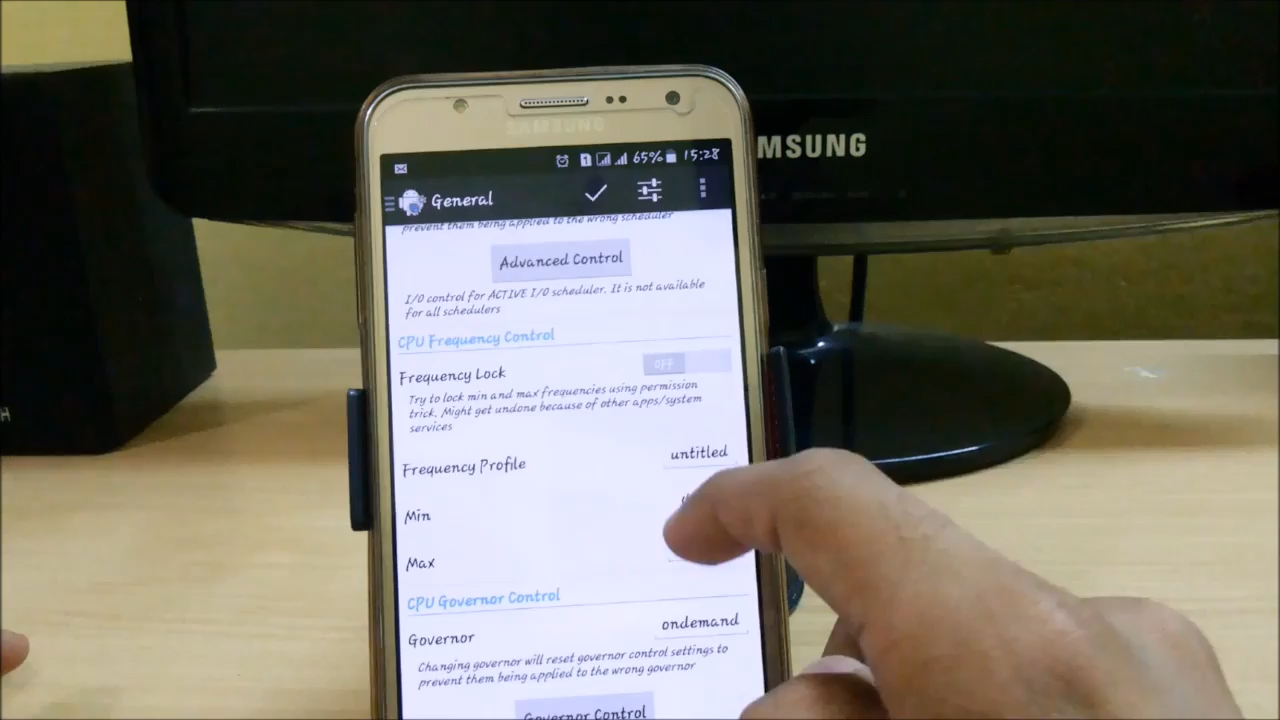 SAMSUNG
MSUNG
1 65% 15:28
General
prevent them being applied to the wrong scheduler
Advanced Control
I/O control for ACTIVE I/O scheduler. It is not available
for all schedulers
CPU Frequency Control
Frequency Lock
OFF
Try to lock min and max frequencies using permission
trick. Might get undone because of other apps/system
services
Frequency Profile
untitled
Min
Max
CPU Governor Control
Governor
ondemand
Changing governor will reset governor control settings to
prevent them being applied to the wrong governor
Governor Control
H